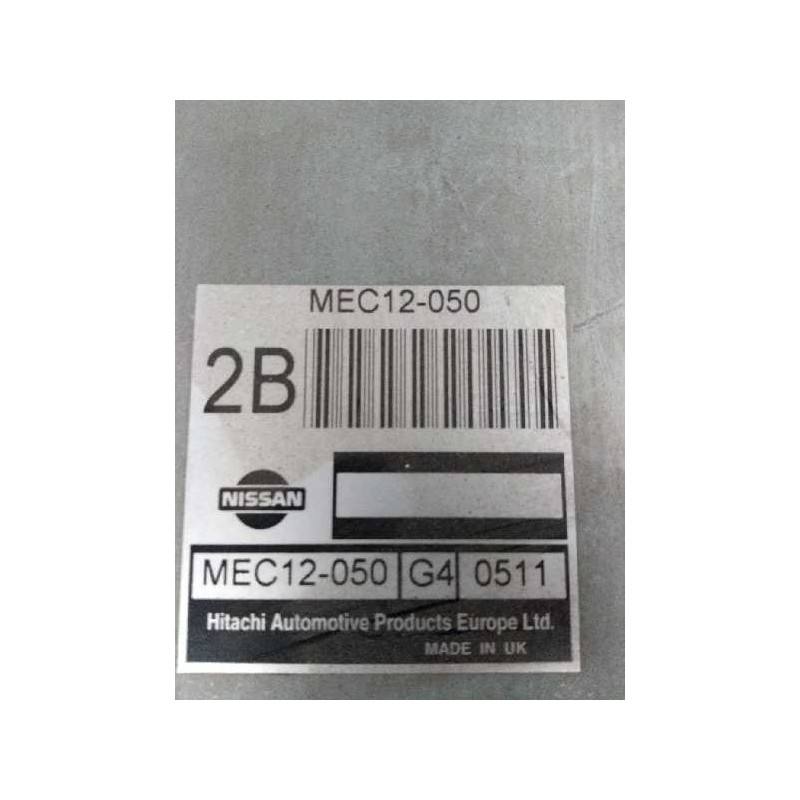 MEC12-050
2B
NISSAN
MEC12-050 G4 0511
Hitachi Automotive Products Europe Ltd.
MADE IN UK